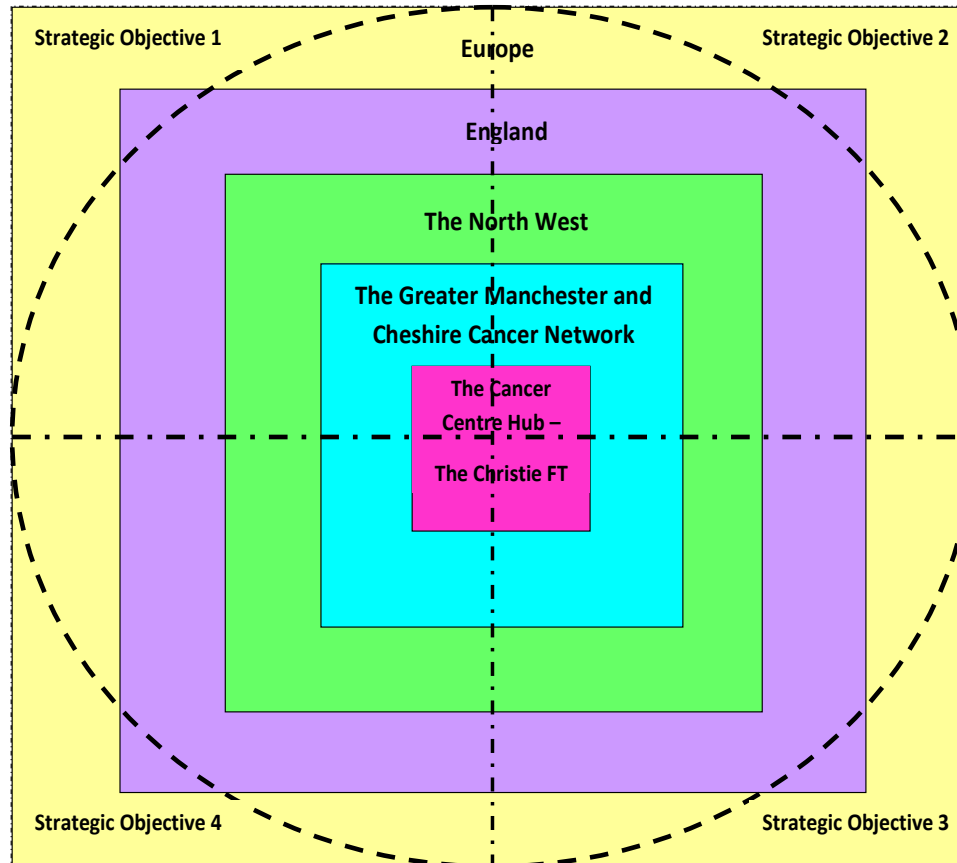 Strategic Objective 1
Strategic Objective 2
Europe
England
The North West
The Greater Manchester and
Cheshire Cancer Network
The Cancer
Centre Hub –
The Christie FT
Strategic Objective 4
Strategic Objective 3